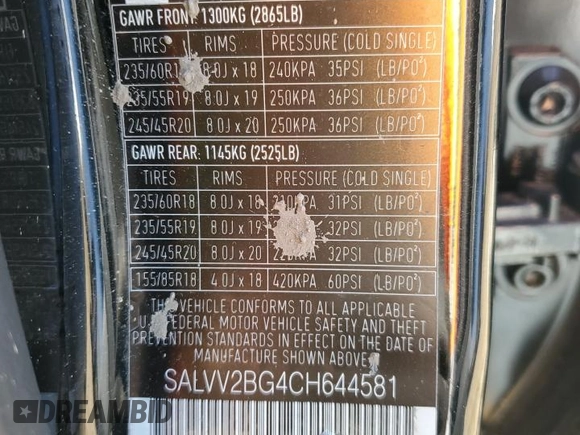 GAWR FRONT: 1300KG (2865LB)
TIRES RIMS PRESSURE (COLD SINGLE)
8.0J x 18 240KPA 35PSI (LB/PO²)
235/55R19 8.0J x 19 250KPA 36PSI (LB/PO²)
245/45R20 8.0J x 20 250KPA 36PSI (LB/PO²)
GAWR REAR: 1145KG (2525LB)
TIRES RIMS PRESSURE (COLD SINGLE)
235/60R18 8.0J x 18 31PSI (LB/PO²)
235/55R19 8.0J x 19 32PSI (LB/PO²)
245/45R20 8.0J x 20 32PSI (LB/PO²)
155/85R18 4.0J x 18 420KPA 60PSI (LB/PO²)
THE VEHICLE CONFORMS TO ALL APPLICABLE
FEDERAL MOTOR VEHICLE SAFETY AND THEFT
PREVENTION STANDARDS IN EFFECT ON THE DATE
OF MANUFACTURE SHOWN ABOVE
SALVV2BG4CH644581
DREAMBID